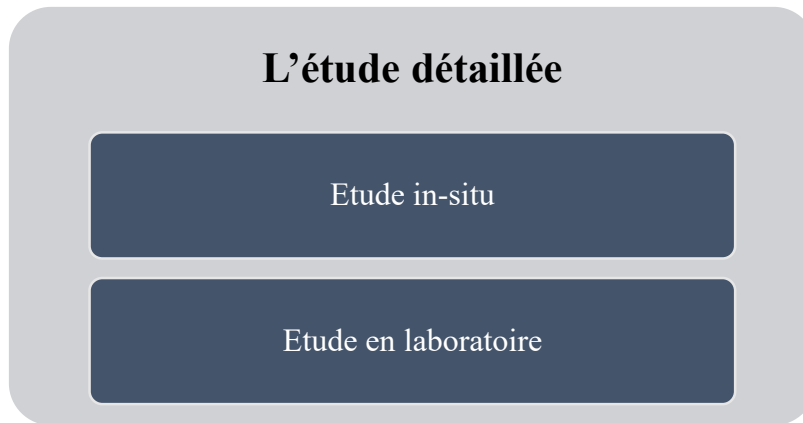 L’étude détaillée
Etude in-situ
Etude en laboratoire